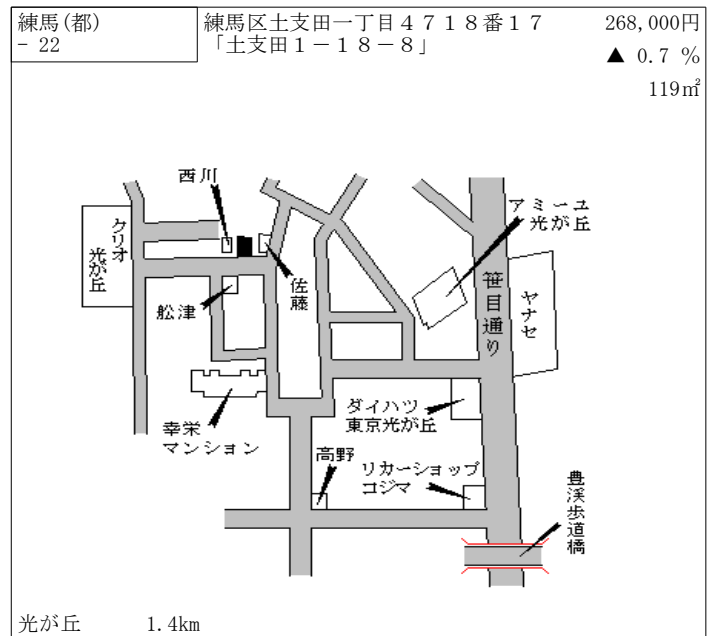 練馬(都)
- 22
練馬区土支田一丁目４７１８番１７
「土支田１－１８－８」
268,000円
▲ 0.7 %
119㎡
西川
アミーユ
光が丘
クリオ
光が丘
佐藤
笹目通り
ヤナセ
舩津
ダイハツ
東京光が丘
幸栄
マンション
高野
リカーショップ
コジマ
豊渓歩道橋
光が丘　　1.4km